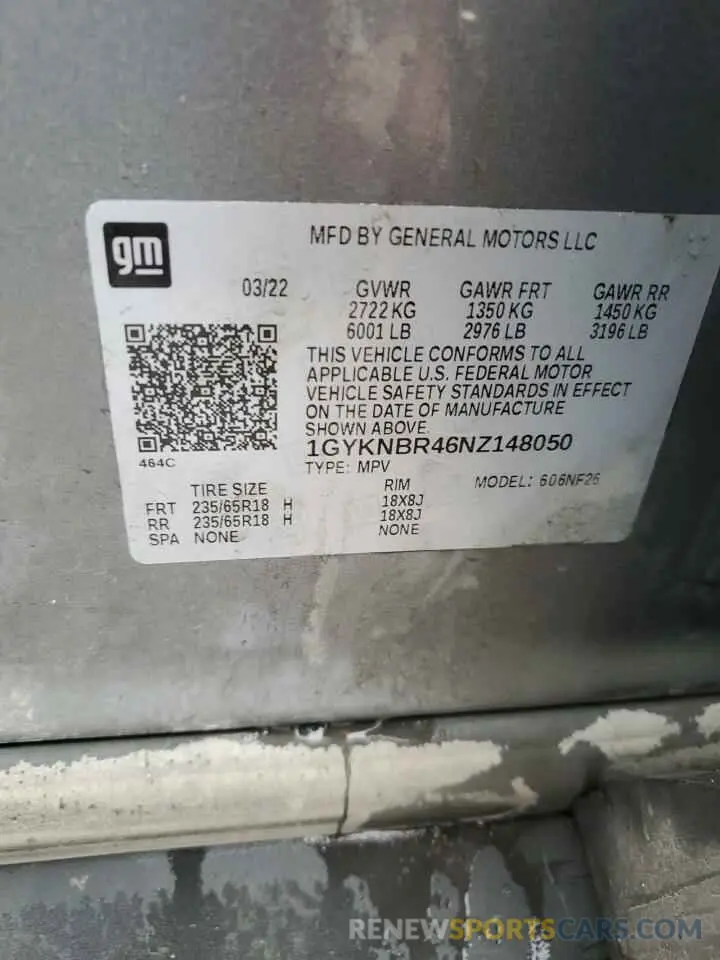 gm
MFD BY GENERAL MOTORS LLC
03/22 GVWR GAWR FRT GAWR RR
2722 KG 1350 KG 1450 KG
6001 LB 2976 LB 3196 LB
THIS VEHICLE CONFORMS TO ALL
APPLICABLE U.S. FEDERAL MOTOR
VEHICLE SAFETY STANDARDS IN EFFECT
ON THE DATE OF MANUFACTURE
SHOWN ABOVE.
1GYKNBR46NZ148050
464C
TYPE: MPV
TIRE SIZE RIM MODEL: 606NF26
FRT 235/65R18 H 18X8J
RR 235/65R18 H 18X8J
SPA NONE NONE
RENEWSPORTSCARS.COM